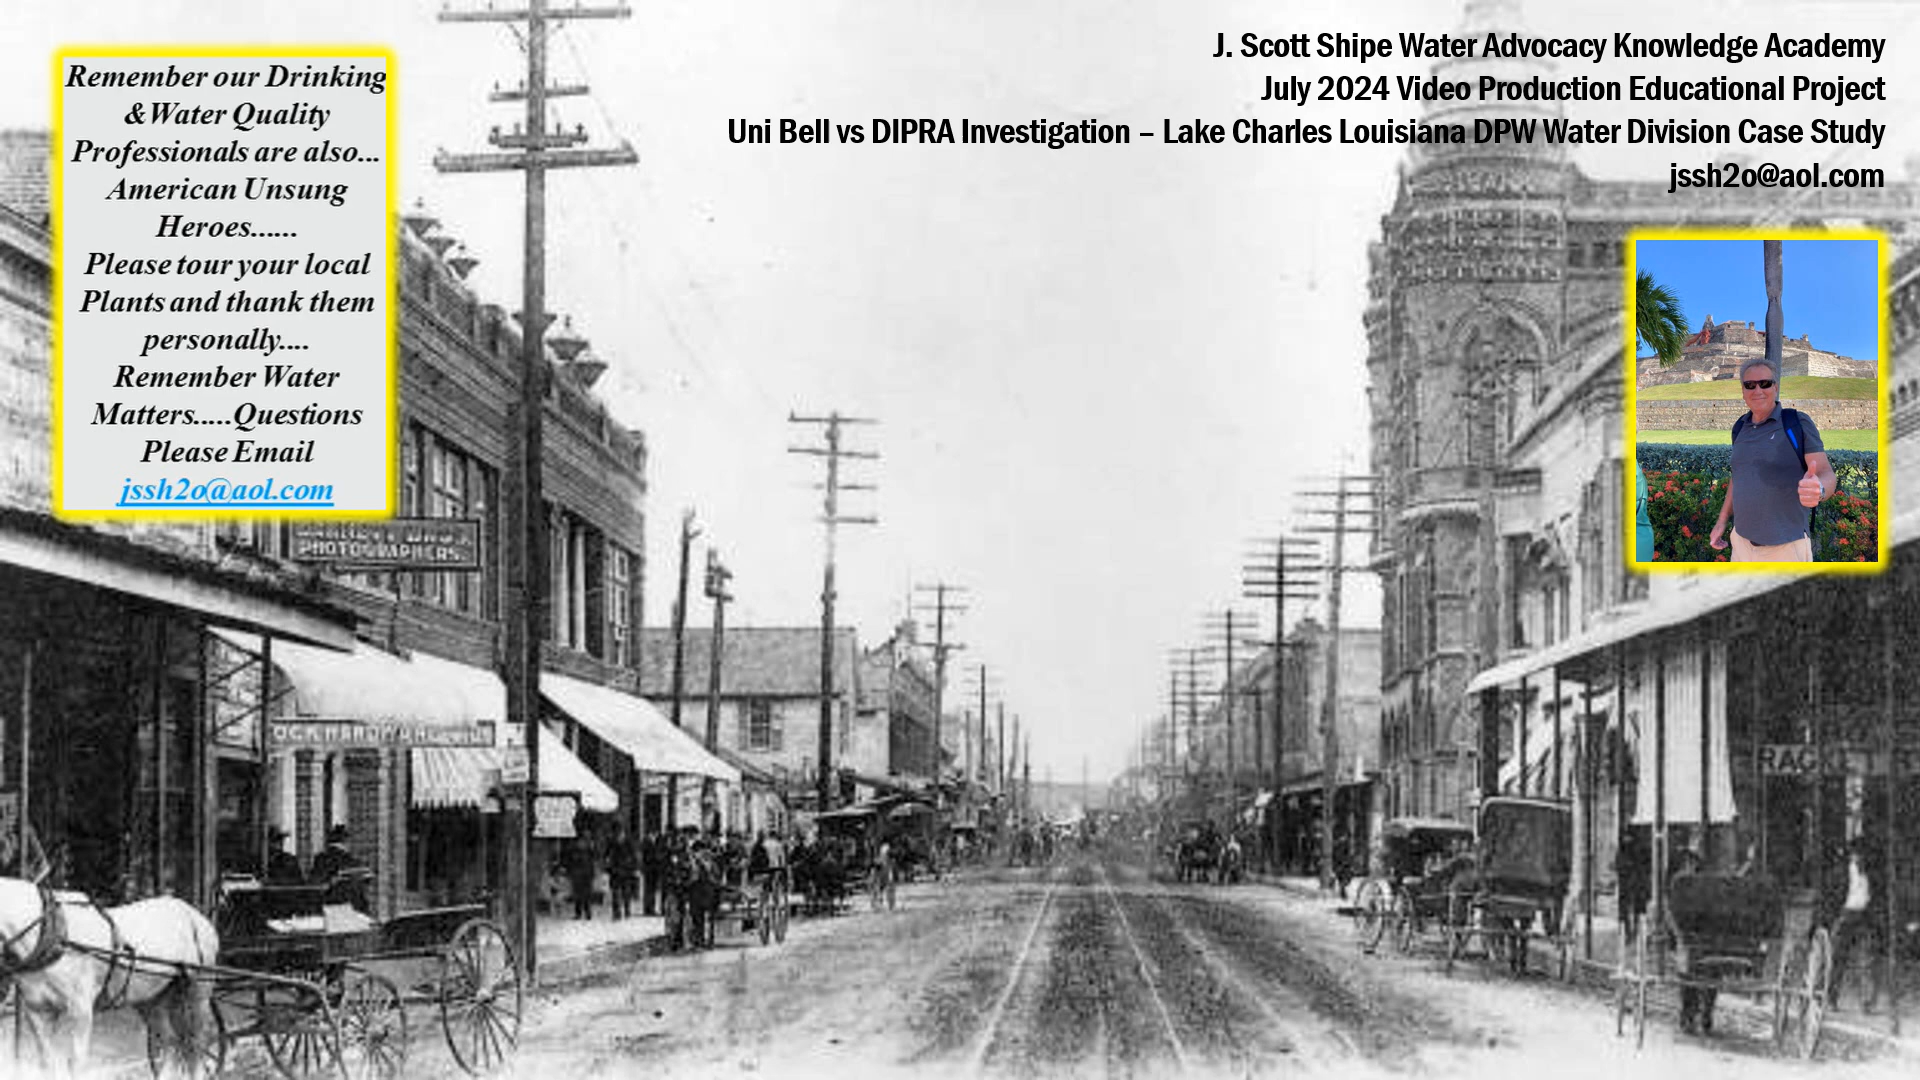 J. Scott Shipe Water Advocacy Knowledge Academy
July 2024 Video Production Educational Project
Uni Bell vs DIPRA Investigation – Lake Charles Louisiana DPW Water Division Case Study
jssh2o@aol.com
Remember our Drinking
&Water Quality
Professionals are also...
American Unsung
Heroes......
Please tour your local
Plants and thank them
personally....
Remember Water
Matters.....Questions
Please Email
jssh2o@aol.com
PHOTOGRAPHERS.